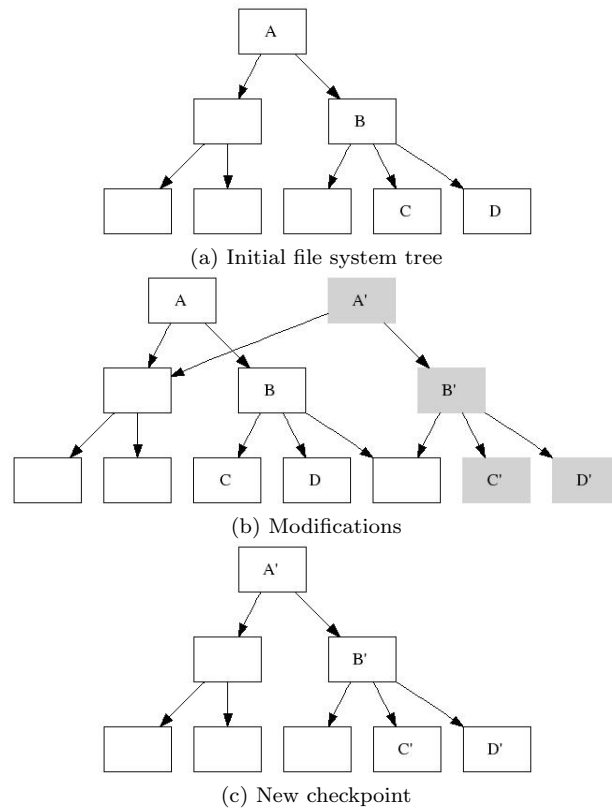 A
B
C D
(a) Initial file system tree
A A'
B B'
C D C' D'
(b) Modifications
A'
B'
C' D'
(c) New checkpoint